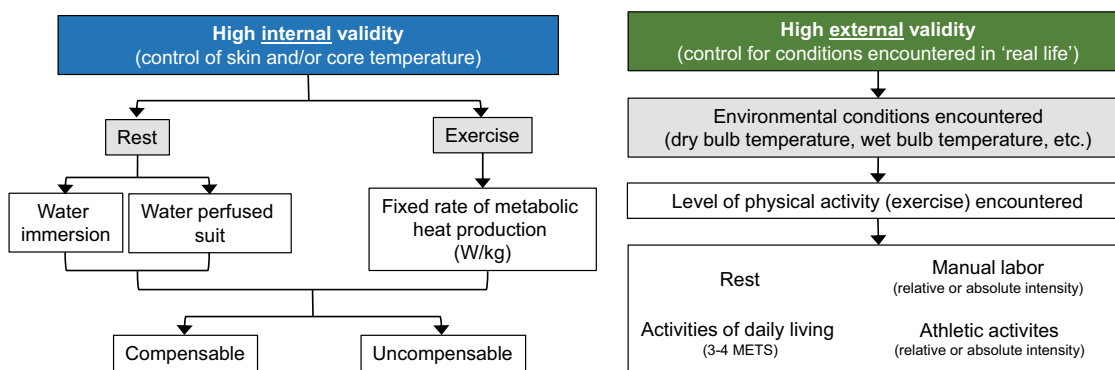 High internal validity
(control of skin and/or core temperature)
Rest
Exercise
Water
immersion
Water perfused
suit
Fixed rate of metabolic
heat production
(W/kg)
Compensable
Uncompensable
High external validity
(control for conditions encountered in ‘real life’)
Environmental conditions encountered
(dry bulb temperature, wet bulb temperature, etc.)
Level of physical activity (exercise) encountered
Rest
Manual labor
(relative or absolute intensity)
Activities of daily living
(3-4 METS)
Athletic activites
(relative or absolute intensity)